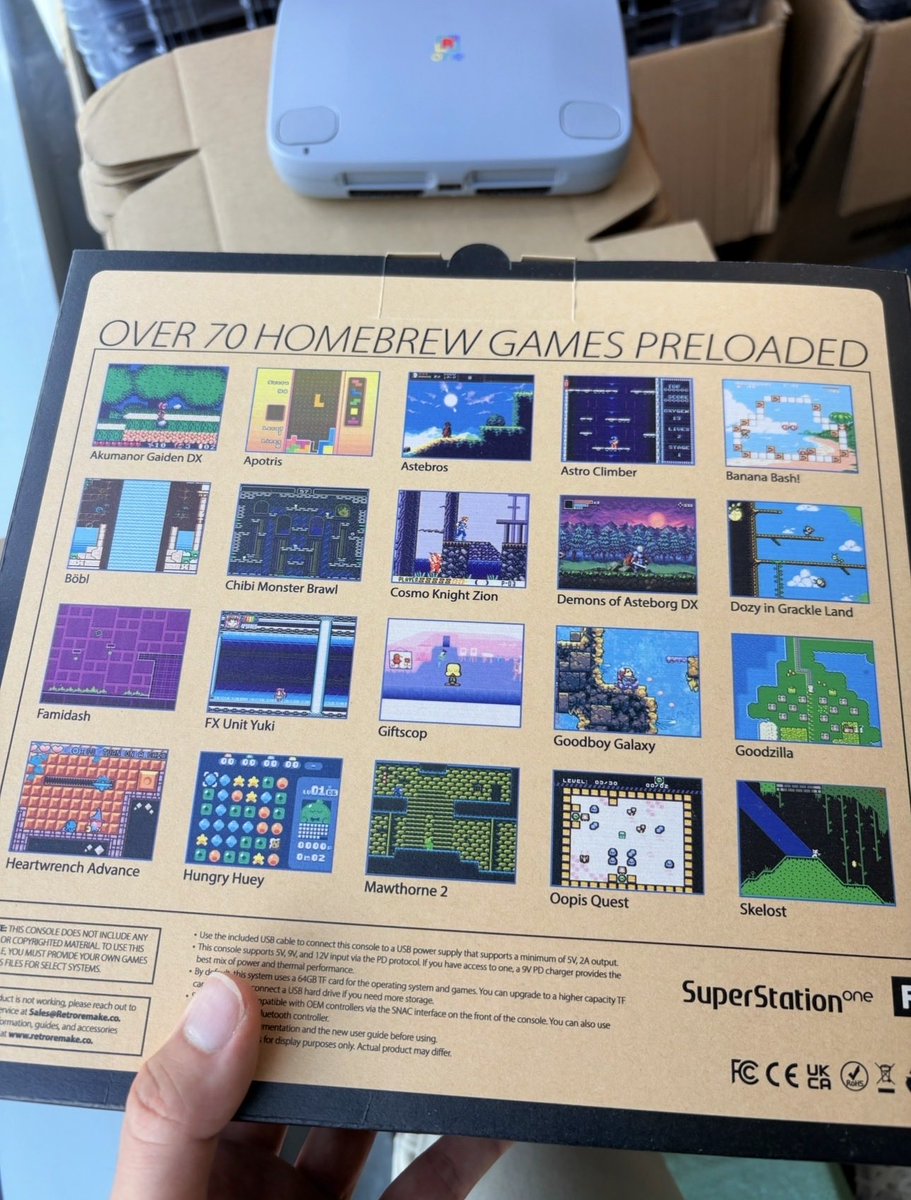 OVER 70 HOMEBREW GAMES PRELOADED
Akumanor Gaiden DX
Apotris
Astebros
Astro Climber
Banana Bash!
Böbl
Chibi Monster Brawl
Cosmo Knight Zion
Demons of Asteborg DX
Dozy in Grackle Land
Famidash
FX Unit Yuki
Giftscop
Goodboy Galaxy
Goodzilla
Heartwrench Advance
Hungry Huey
Mawthorne 2
LEVEL: 03/30
Oopis Quest
Skelost
THIS CONSOLE DOES NOT INCLUDE ANY
OR COPYRIGHTED MATERIAL TO USE THIS
YOU MUST PROVIDE YOUR OWN GAMES
FILES FOR SELECT SYSTEMS.
is not working, please reach out to
service at Sales@Retroremake.co.
information, guides, and accessories
at www.retroremake.co.
• Use the included USB cable to connect this console to a USB power supply that supports a minimum of 5V, 2A output.
• This console supports 5V, 9V, and 12V input via the PD protocol. If you have access to one, a 9V PD charger provides the
best mix of power and thermal performance.
• By default this system uses a 64GB TF card for the operating system and games. You can upgrade to a higher capacity TF
connect a USB hard drive if you need more storage.
compatible with OEM controllers via the SNAC interface on the front of the console. You can also use
Bluetooth controller.
and the new user guide before using.
for display purposes only. Actual product may differ.
SuperStation one
FC CE UK CA RoHS